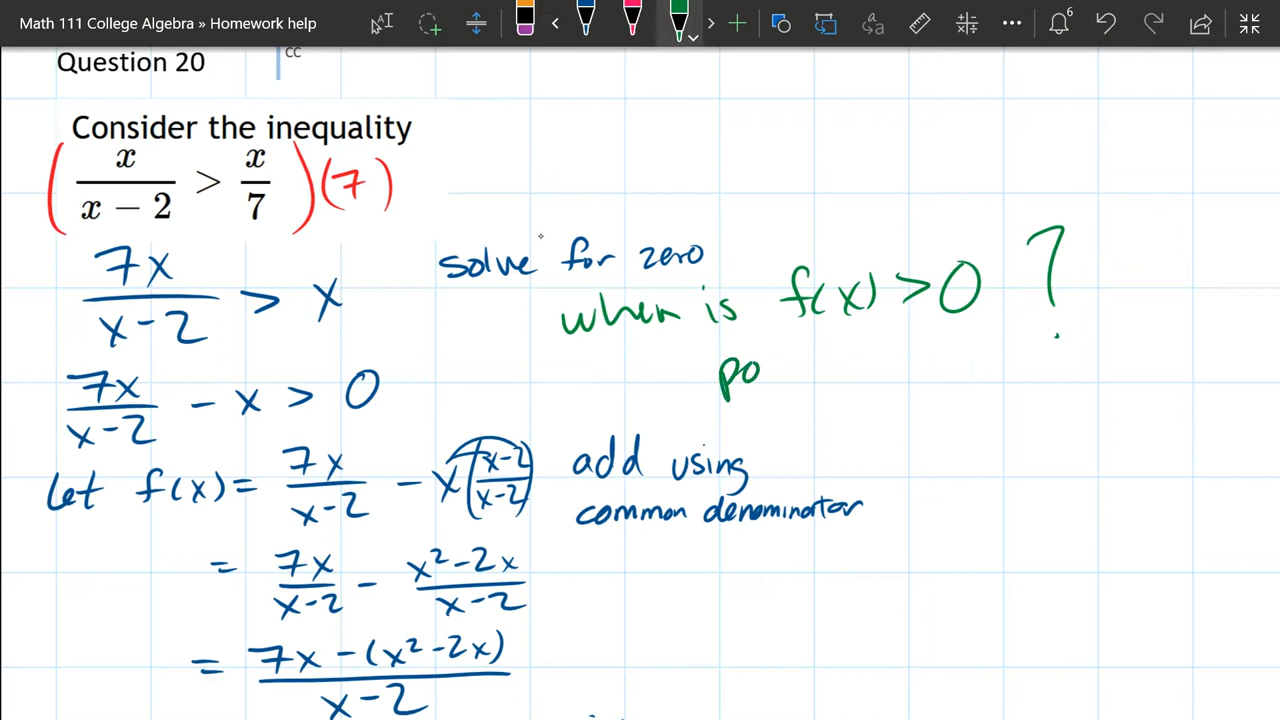 Math 111 College Algebra » Homework help
6
Question 20
cc
Consider the inequality
(x/(x − 2) > x/7)(7)
7x/(x-2) > x
solve for zero
when is f(x) > 0 ?
po
7x/(x-2) - x > 0
Let f(x) = 7x/(x-2) - x((x-2)/(x-2))
add using
common denominator
= 7x/(x-2) - (x²-2x)/(x-2)
= (7x-(x²-2x))/(x-2)